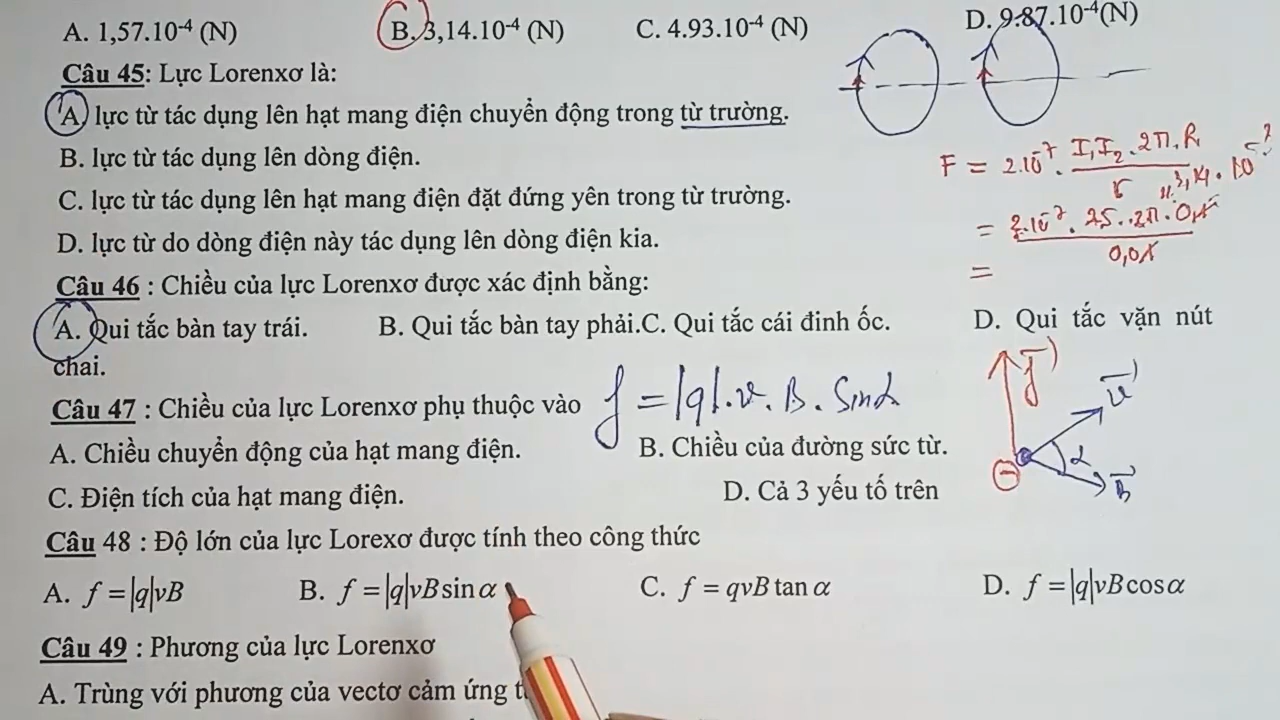 A. 1,57.10⁻⁴ (N) B. 3,14.10⁻⁴ (N) C. 4.93.10⁻⁴ (N) D. 9.87.10⁻⁴(N)
Câu 45: Lực Lorenxơ là:
A. lực từ tác dụng lên hạt mang điện chuyển động trong từ trường.
B. lực từ tác dụng lên dòng điện.
C. lực từ tác dụng lên hạt mang điện đặt đứng yên trong từ trường.
D. lực từ do dòng điện này tác dụng lên dòng điện kia.
F = 2.10⁻⁷. I₁I₂.2π.R / r
= 2.10⁻⁷. 25. 2π. / 0,0
=
Câu 46 : Chiều của lực Lorenxơ được xác định bằng:
A. Qui tắc bàn tay trái. B. Qui tắc bàn tay phải.C. Qui tắc cái đinh ốc. D. Qui tắc vặn nút
chai.
Câu 47 : Chiều của lực Lorenxơ phụ thuộc vào
f = |q|.v. B. Sinα
A. Chiều chuyển động của hạt mang điện. B. Chiều của đường sức từ.
C. Điện tích của hạt mang điện. D. Cả 3 yếu tố trên
f
v
α
B
Câu 48 : Độ lớn của lực Lorexơ được tính theo công thức
A. f = |q|vB B. f = |q|vB sin α C. f = qvB tan α D. f = |q|vB cos α
Câu 49 : Phương của lực Lorenxơ
A. Trùng với phương của vectơ cảm ứng